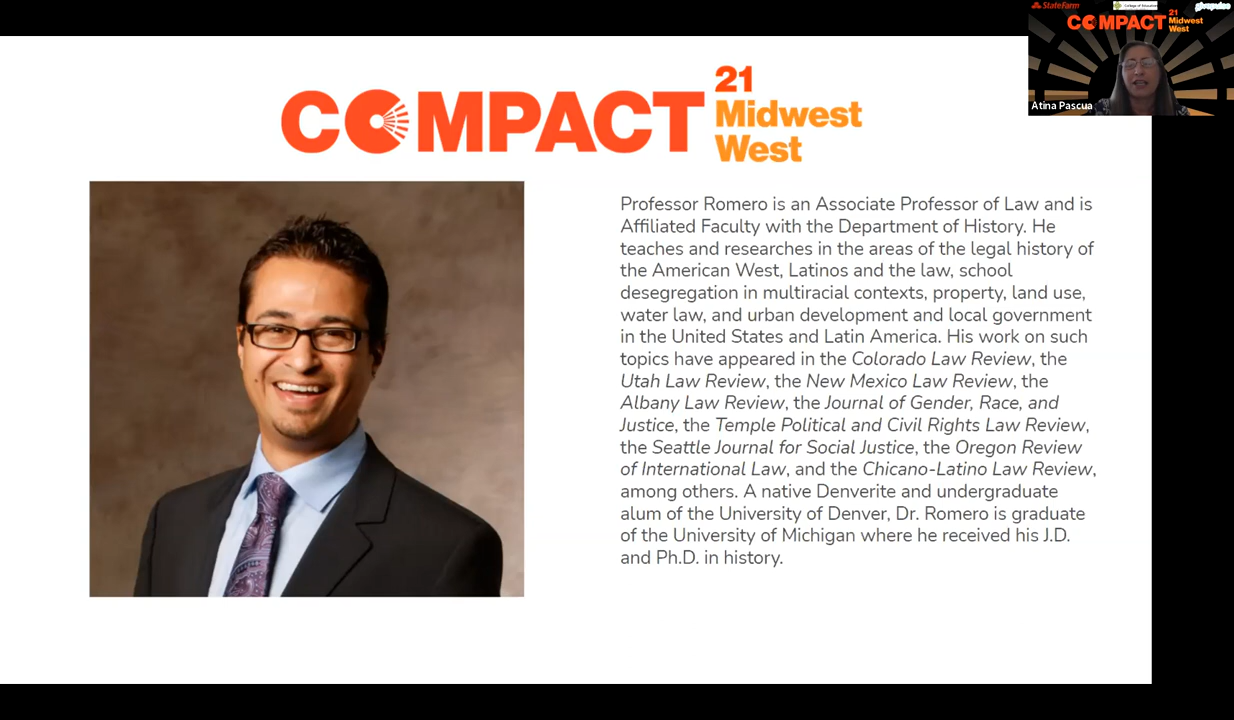 StateFarm
College of Education
givepulse
COMPACT 21 Midwest West
Atina Pascua
COMPACT
21
Midwest
West
Professor Romero is an Associate Professor of Law and is
Affiliated Faculty with the Department of History. He
teaches and researches in the areas of the legal history of
the American West, Latinos and the law, school
desegregation in multiracial contexts, property, land use,
water law, and urban development and local government
in the United States and Latin America. His work on such
topics have appeared in the Colorado Law Review, the
Utah Law Review, the New Mexico Law Review, the
Albany Law Review, the Journal of Gender, Race, and
Justice, the Temple Political and Civil Rights Law Review,
the Seattle Journal for Social Justice, the Oregon Review
of International Law, and the Chicano-Latino Law Review,
among others. A native Denverite and undergraduate
alum of the University of Denver, Dr. Romero is graduate
of the University of Michigan where he received his J.D.
and Ph.D. in history.